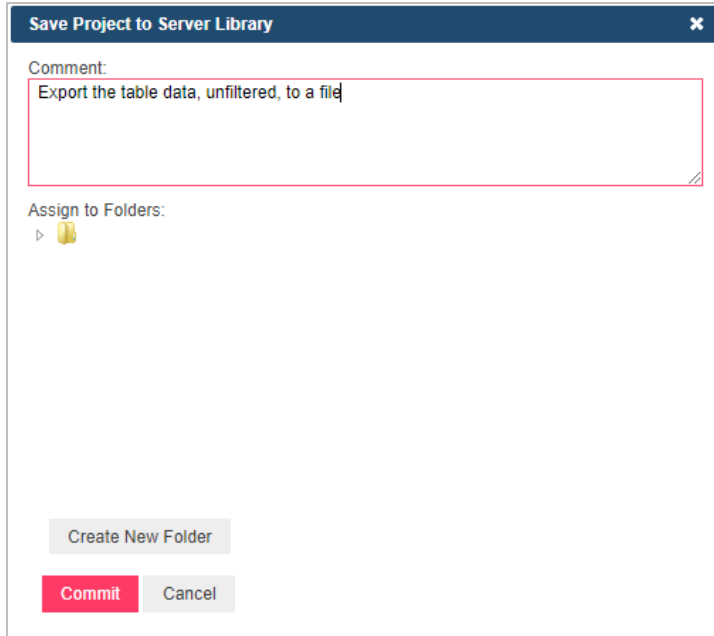 Save Project to Server Library
Comment:
Export the table data, unfiltered, to a file
Assign to Folders:
Create New Folder
Commit Cancel